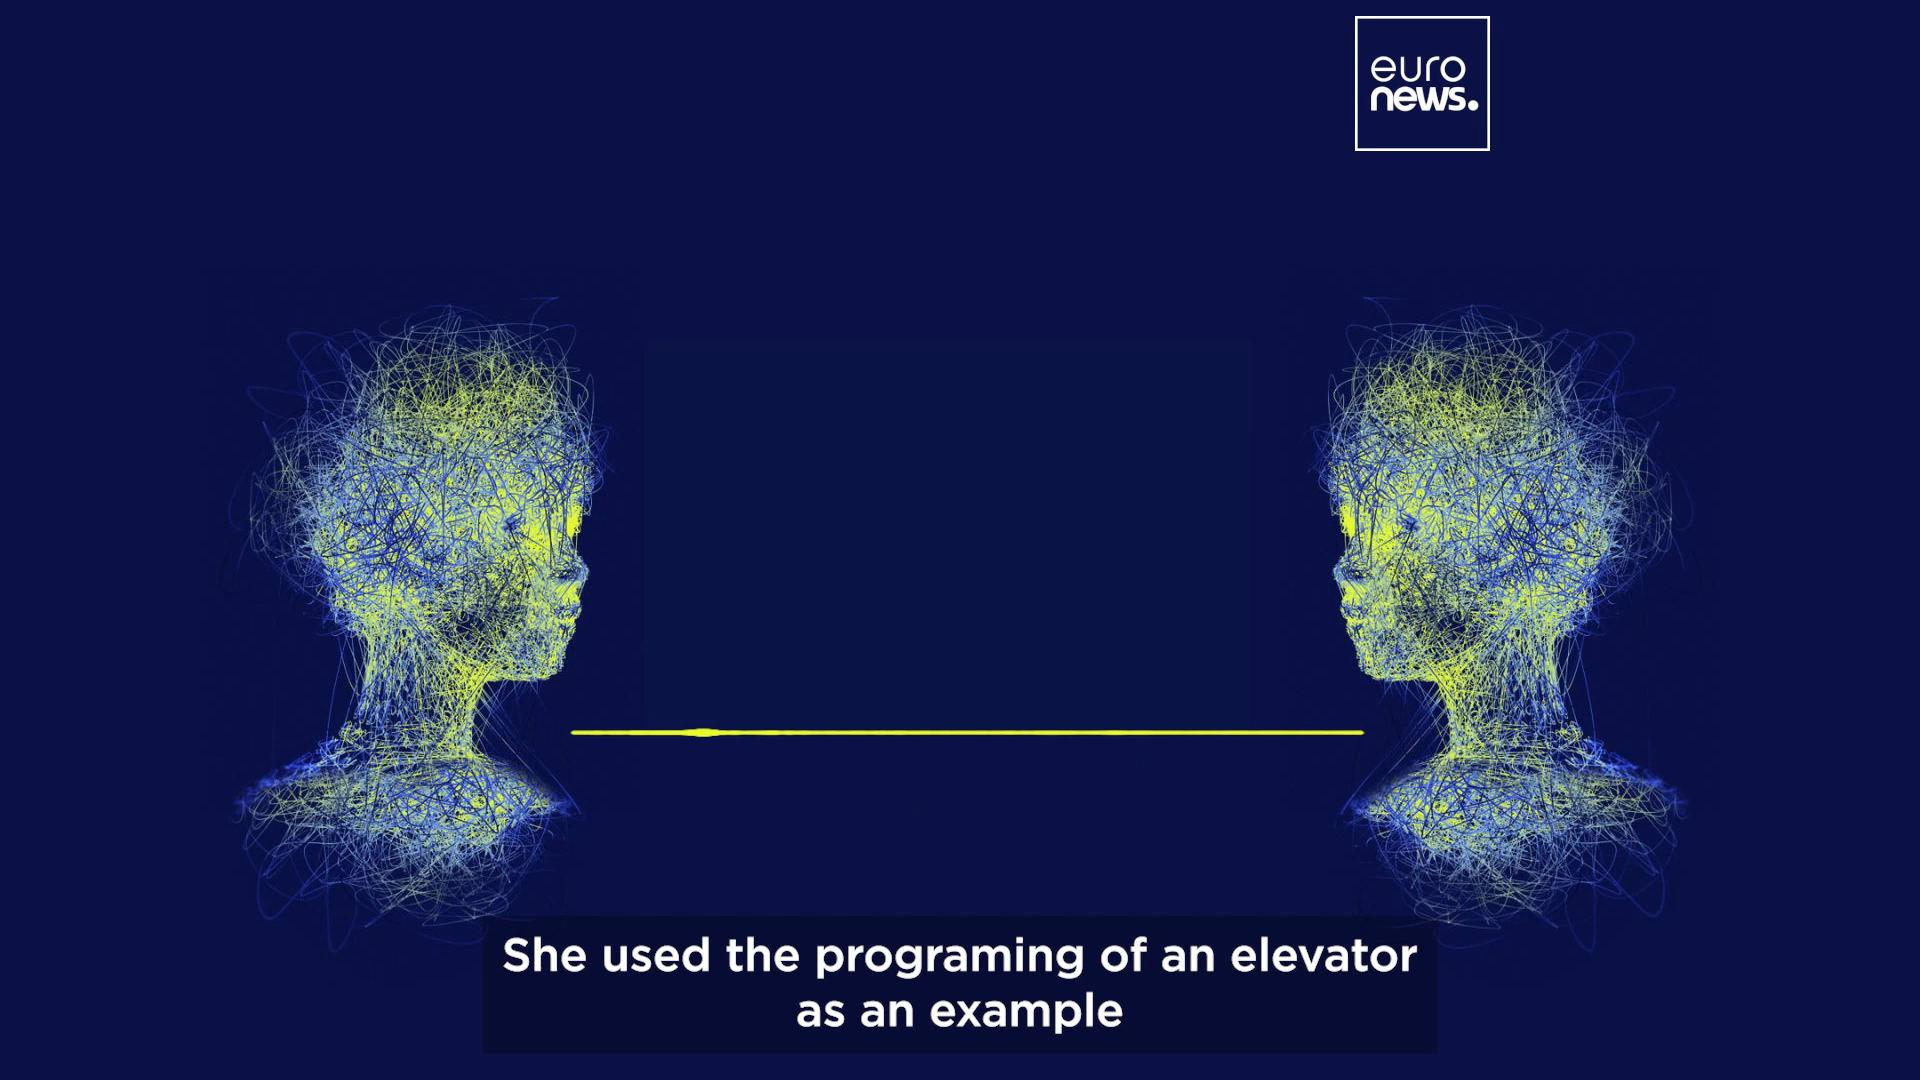 euro
news.
She used the programing of an elevator
as an example